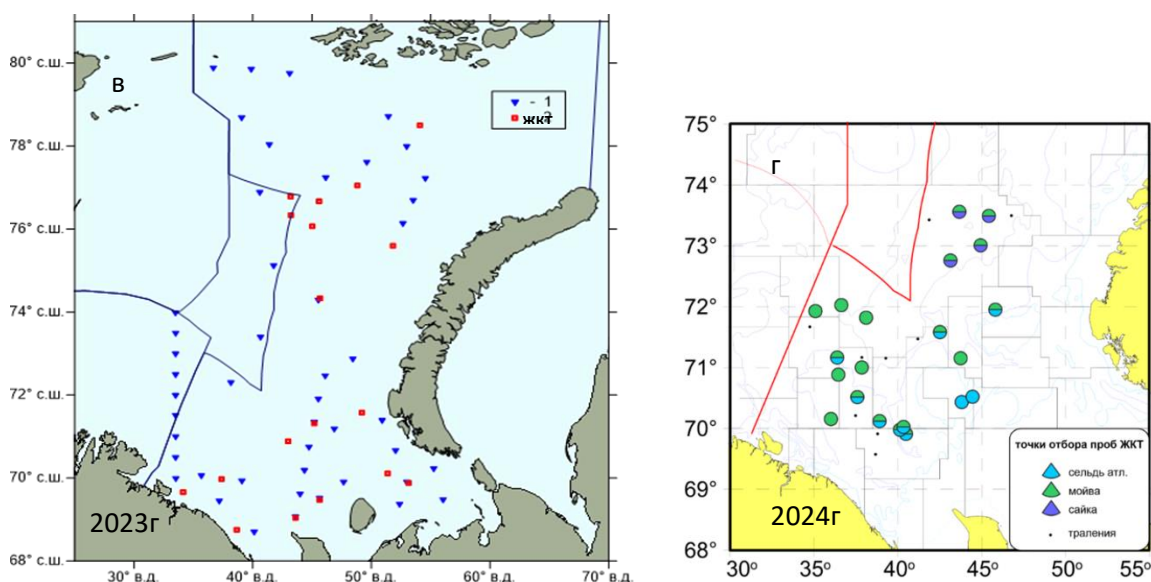 80° с.ш.
78° с.ш.
76° с.ш.
74° с.ш.
72° с.ш.
70° с.ш.
68° с.ш.
30° в.д. 40° в.д. 50° в.д. 60° в.д. 70° в.д.
в
- 1
жкт
2023г
75°
74°
73°
72°
71°
70°
69°
68°
30° 35° 40° 45° 50° 55°
г
2024г
точки отбора проб ЖКТ
сельдь атл.
мойва
сайка
траления